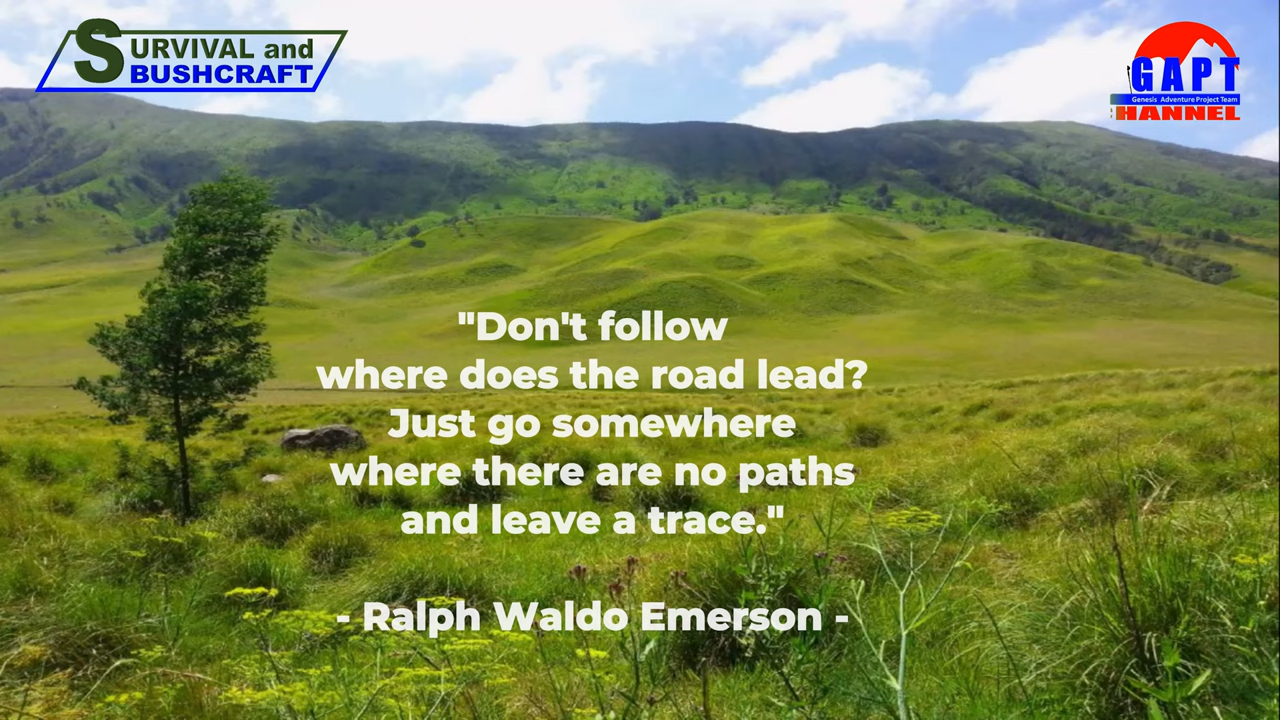 SURVIVAL and
BUSHCRAFT
GAPT
Genesis Adventure Project Team
HANNEL
"Don't follow
where does the road lead?
Just go somewhere
where there are no paths
and leave a trace."
- Ralph Waldo Emerson -